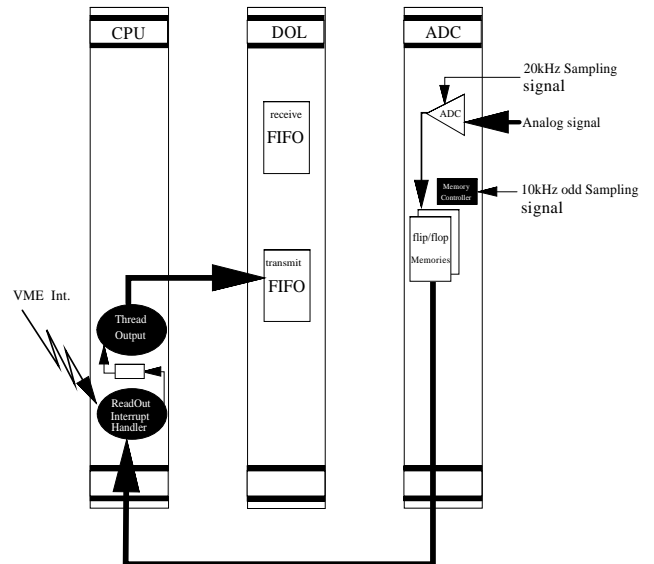 CPU
DOL
ADC
20kHz Sampling
signal
ADC
Analog signal
receive
FIFO
Memory
Controller
10kHz odd Sampling
signal
flip/flop
Memories
transmit
FIFO
VME Int.
Thread
Output
ReadOut
Interrupt
Handler